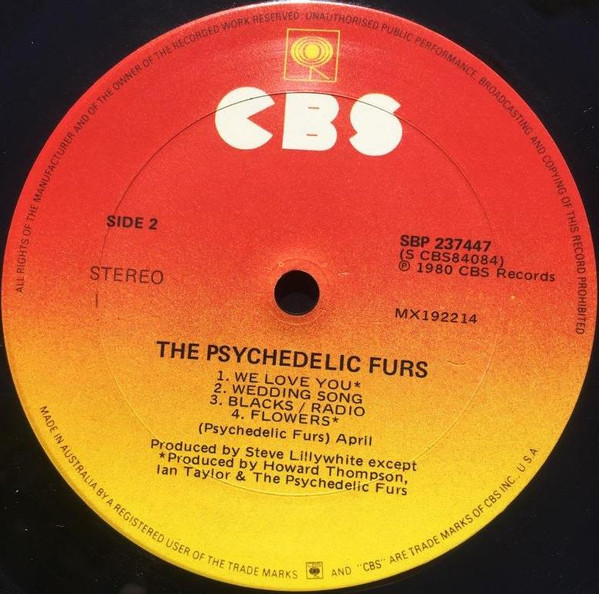 ALL RIGHTS OF THE MANUFACTURER AND OF THE OWNER OF THE RECORDED WORK RESERVED. UNAUTHORISED PUBLIC PERFORMANCE, BROADCASTING AND COPYING OF THIS RECORD PROHIBITED
CBS
SIDE 2
STEREO
SBP 237447
(S CBS84084)
℗ 1980 CBS Records
MX192214
THE PSYCHEDELIC FURS
1. WE LOVE YOU*
2. WEDDING SONG
3. BLACKS / RADIO
4. FLOWERS*
(Psychedelic Furs) April
Produced by Steve Lillywhite except
*Produced by Howard Thompson,
Ian Taylor & The Psychedelic Furs
MADE IN AUSTRALIA BY A REGISTERED USER OF THE TRADE MARKS AND "CBS" ARE TRADE MARKS OF CBS INC., U.S.A.